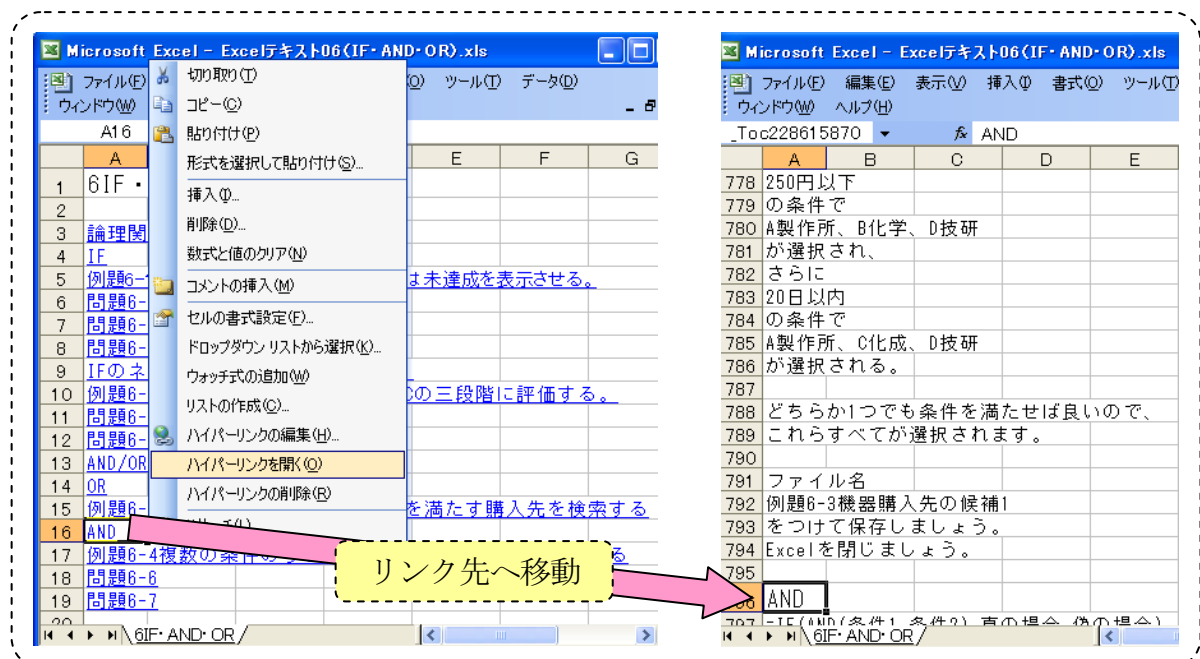 Microsoft Excel - Excelテキスト06(IF・AND・OR).xls
ファイル(F)
(O) ツール(T) データ(D)
ウィンドウ(W)
A16
A E F G
切り取り(T)
コピー(C)
貼り付け(P)
形式を選択して貼り付け(S)...
挿入(I)...
削除(D)...
数式と値のクリア(N)
コメントの挿入(M)
セルの書式設定(F)...
ドロップダウン リストから選択(K)...
ウォッチ式の追加(W)
リストの作成(C)...
ハイパーリンクの編集(H)...
ハイパーリンクを開く(O)
ハイパーリンクの削除(R)
1 6IF・
2
3 論理関
4 IF
5 例題6- は未達成を表示させる。
6 問題6-
7 問題6-
8 問題6-
9 IFのネ
10 例題6- Cの三段階に評価する。
11 問題6-
12 問題6-
13 AND/OR
14 OR
15 例題6- を満たす購入先を検索する
16 AND
17 例題6-4複数の条件の る
18 問題6-6
19 問題6-7
20
6IF・AND・OR
リンク先へ移動
Microsoft Excel - Excelテキスト06(IF・AND・OR).xls
ファイル(F) 編集(E) 表示(V) 挿入(I) 書式(O) ツール(T)
ウィンドウ(W) ヘルプ(H)
_Toc228615870 fx AND
A B C D E
778 250円以下
779 の条件で
780 A製作所、B化学、D技研
781 が選択され、
782 さらに
783 20日以内
784 の条件で
785 A製作所、C化成、D技研
786 が選択される。
787
788 どちらか1つでも条件を満たせば良いので、
789 これらすべてが選択されます。
790
791 ファイル名
792 例題6-3機器購入先の候補1
793 をつけて保存しましょう。
794 Excelを閉じましょう。
795
AND
797 =IF(AND(条件1,条件2),真の場合,偽の場合)
6IF・AND・OR